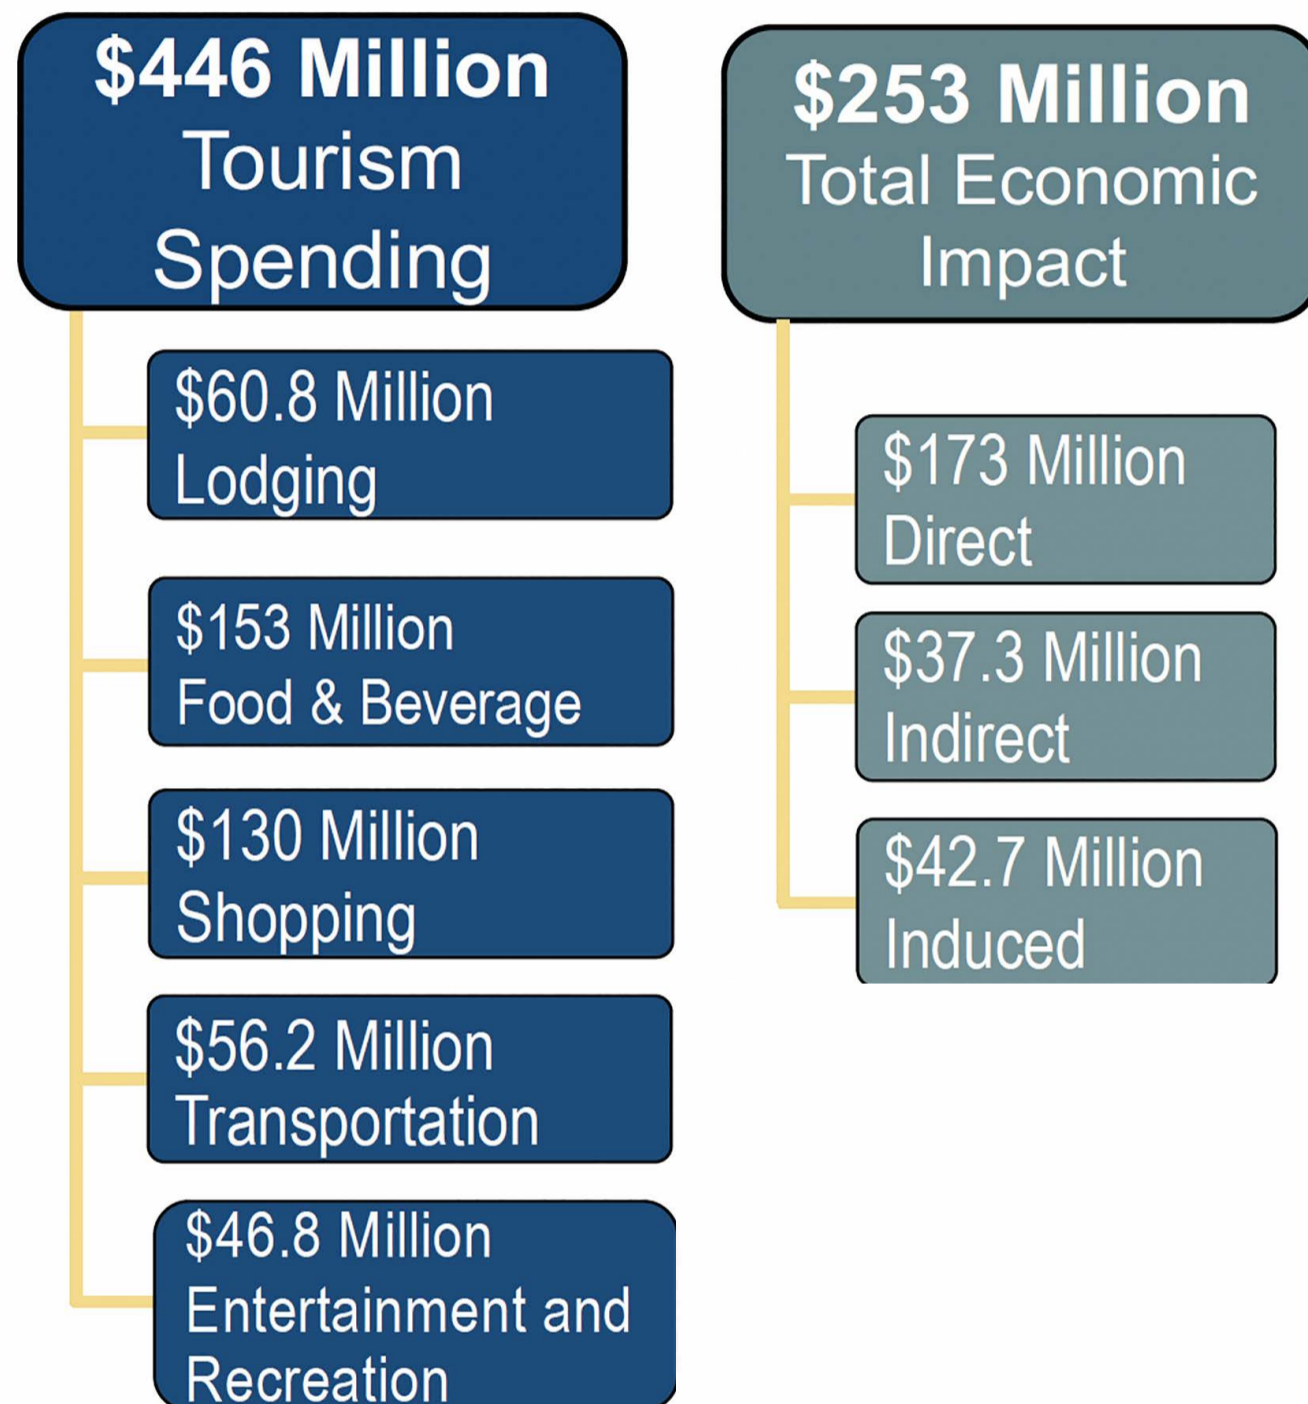 $446 Million
Tourism
Spending
$60.8 Million
Lodging
$153 Million
Food & Beverage
$130 Million
Shopping
$56.2 Million
Transportation
$46.8 Million
Entertainment and
Recreation
$253 Million
Total Economic
Impact
$173 Million
Direct
$37.3 Million
Indirect
$42.7 Million
Induced